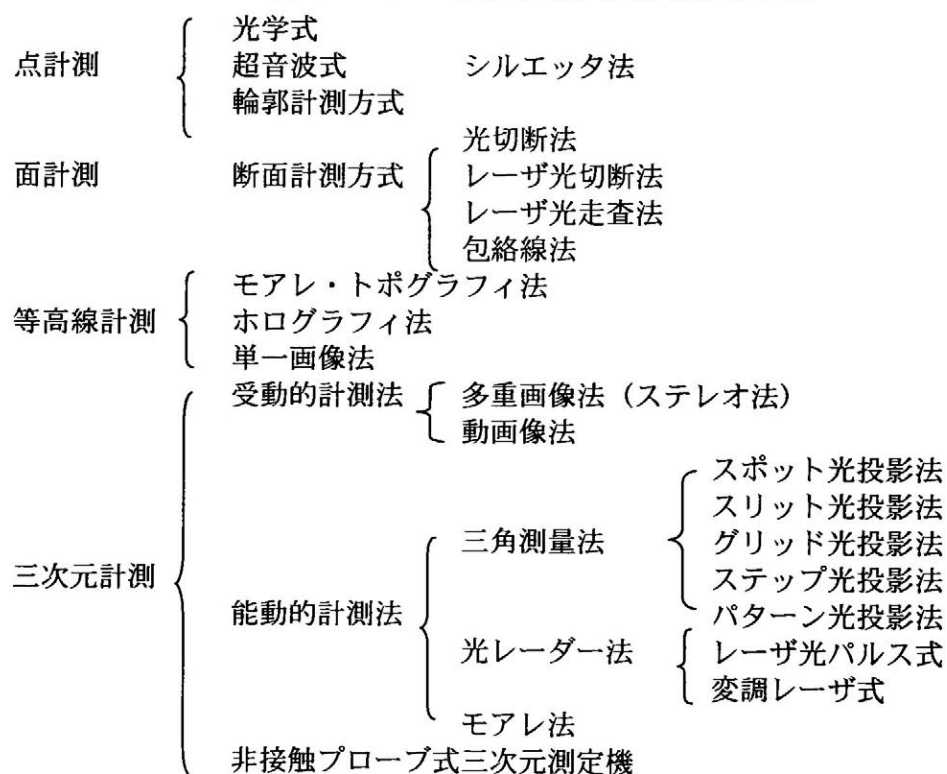 光学式
点計測 超音波式 シルエッタ法
輪郭計測方式
光切断法
面計測 断面計測方式 レーザ光切断法
レーザ光走査法
包絡線法
モアレ・トポグラフィ法
等高線計測 ホログラフィ法
単一画像法
受動的計測法 多重画像法（ステレオ法）
動画像法
スポット光投影法
スリット光投影法
三角測量法 グリッド光投影法
三次元計測 ステップ光投影法
能動的計測法 パターン光投影法
光レーダー法 レーザ光パルス式
変調レーザ式
モアレ法
非接触プローブ式三次元測定機